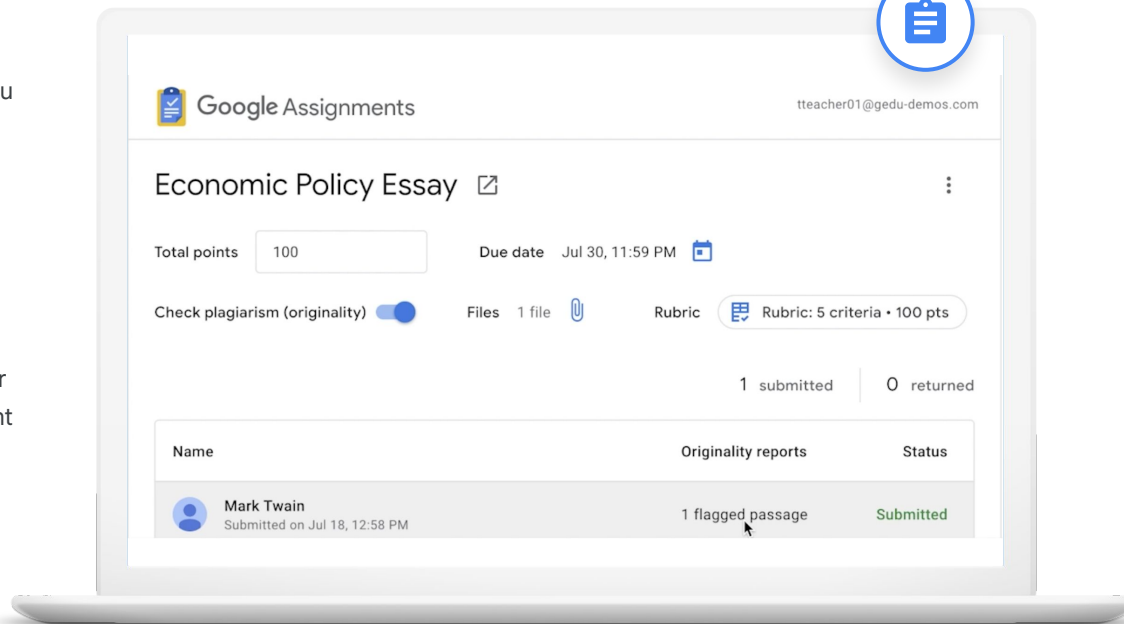 u
r
nt
Google Assignments
tteacher01@gedu-demos.com
Economic Policy Essay
Total points 100 Due date Jul 30, 11:59 PM
Check plagiarism (originality) Files 1 file Rubric Rubric: 5 criteria • 100 pts
1 submitted 0 returned
Name Originality reports Status
Mark Twain
Submitted on Jul 18, 12:58 PM
1 flagged passage Submitted